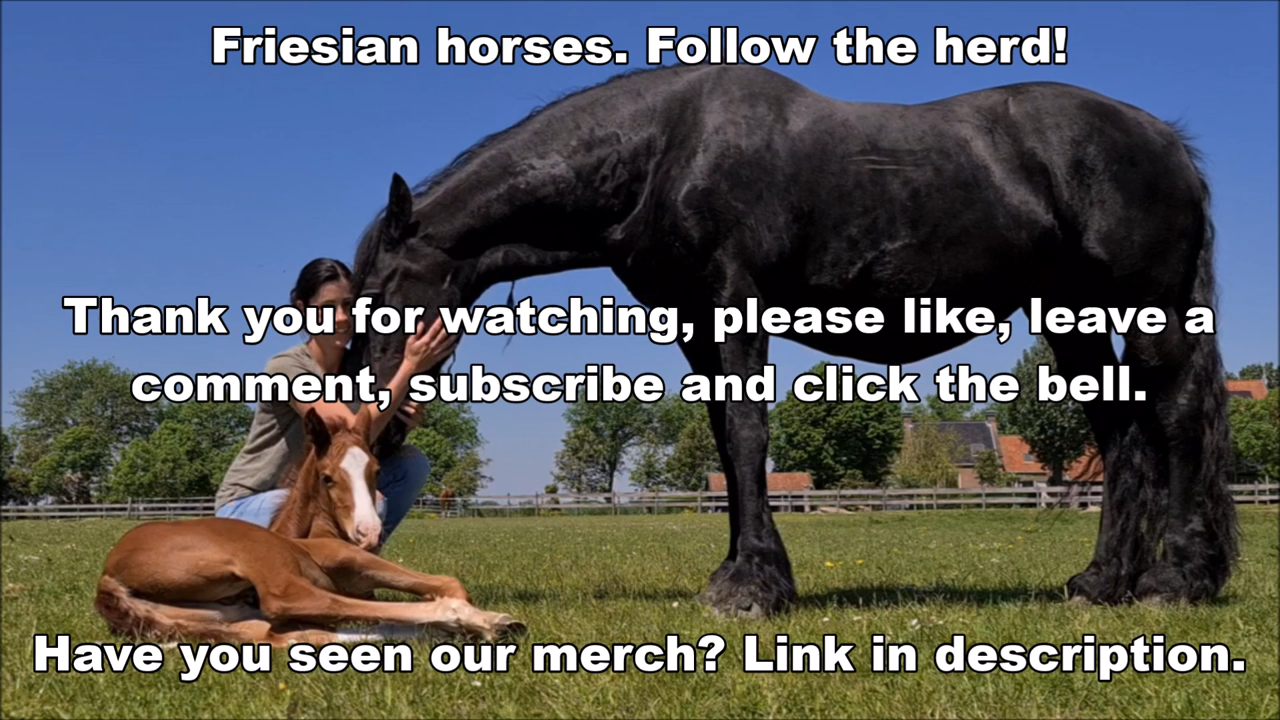 Friesian horses. Follow the herd!
Thank you for watching, please like, leave a
comment, subscribe and click the bell.
Have you seen our merch? Link in description.